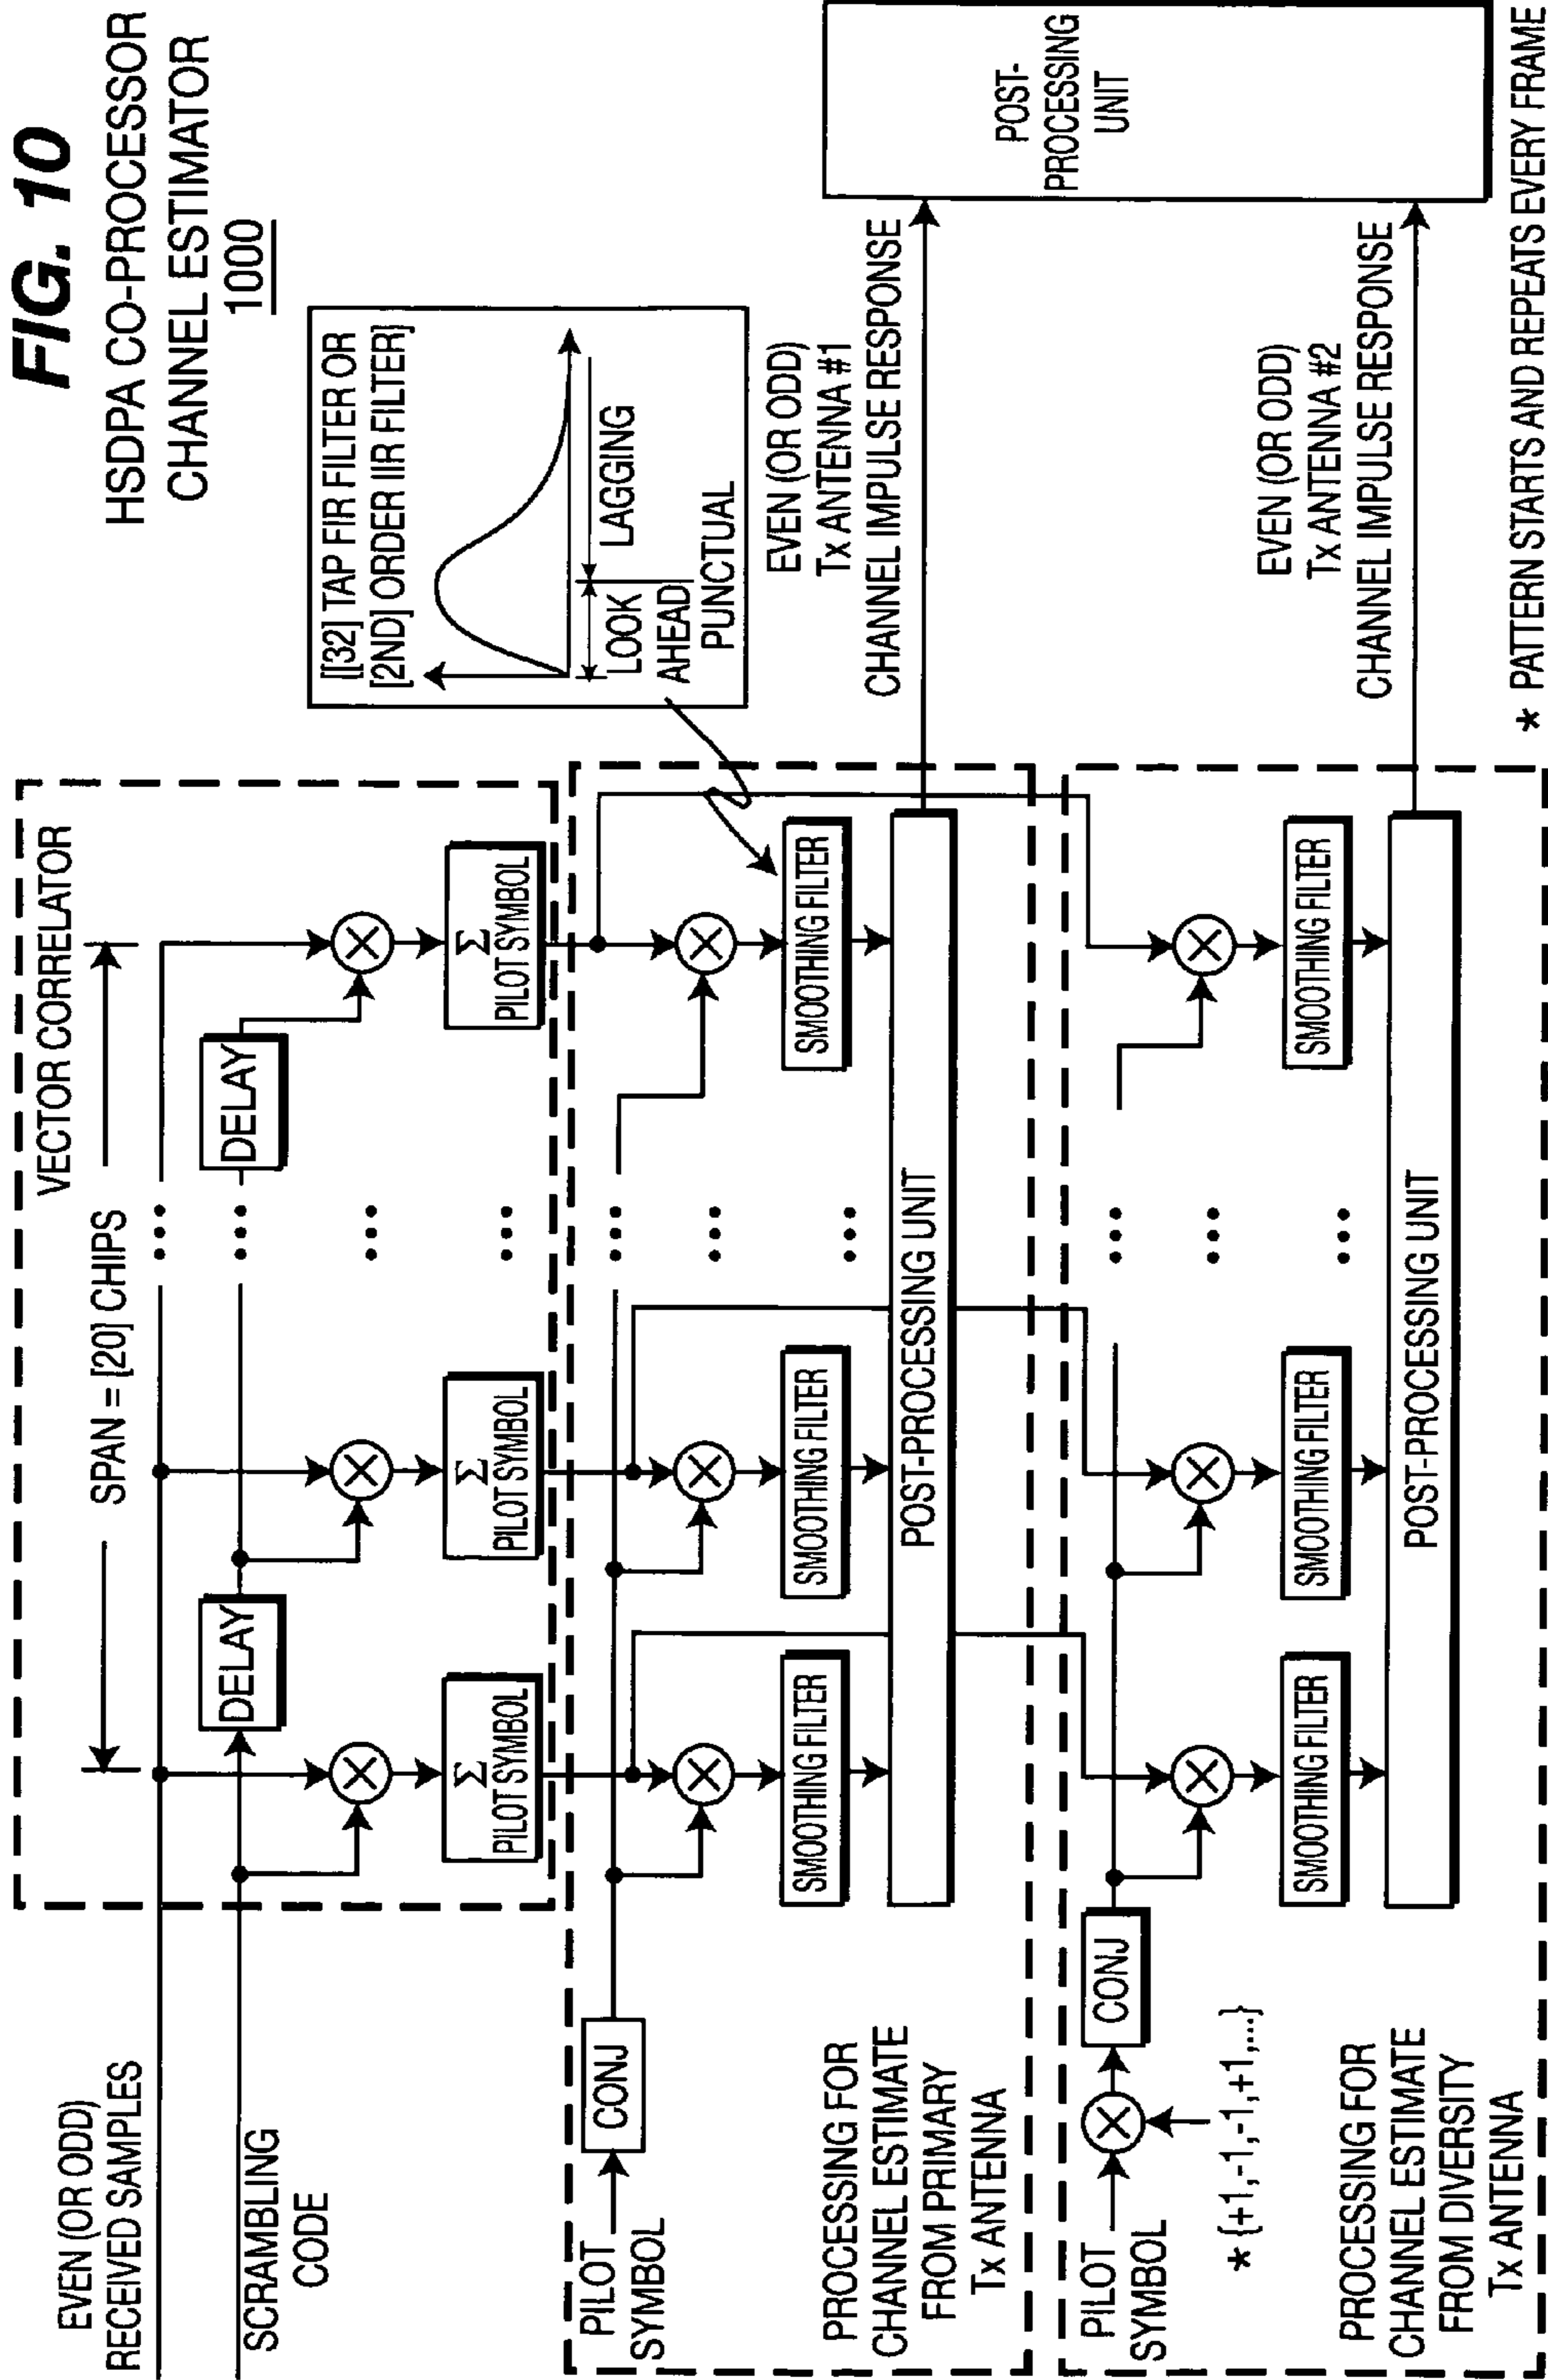 FIG. 10
HSDPA CO-PROCESSOR
CHANNEL ESTIMATOR
1000
EVEN (OR ODD)
RECEIVED SAMPLES
SCRAMBLING
CODE
VECTOR CORRELATOR
SPAN = [20] CHIPS
DELAY
DELAY
Σ
PILOT SYMBOL
Σ
PILOT SYMBOL
Σ
PILOT SYMBOL
[[32] TAP FIR FILTER OR
[2ND] ORDER IIR FILTER]
LOOK
AHEAD
LAGGING
PUNCTUAL
PILOT
SYMBOL
CONJ
SMOOTHING FILTER
SMOOTHING FILTER
SMOOTHING FILTER
POST-PROCESSING UNIT
PROCESSING FOR
CHANNEL ESTIMATE
FROM PRIMARY
Tx ANTENNA
EVEN (OR ODD)
Tx ANTENNA #1
CHANNEL IMPULSE RESPONSE
POST-
PROCESSING
UNIT
PILOT
SYMBOL
CONJ
* {+1,-1,-1,+1,...}
SMOOTHING FILTER
SMOOTHING FILTER
SMOOTHING FILTER
POST-PROCESSING UNIT
PROCESSING FOR
CHANNEL ESTIMATE
FROM DIVERSITY
Tx ANTENNA
EVEN (OR ODD)
Tx ANTENNA #2
CHANNEL IMPULSE RESPONSE
* PATTERN STARTS AND REPEATS EVERY FRAME